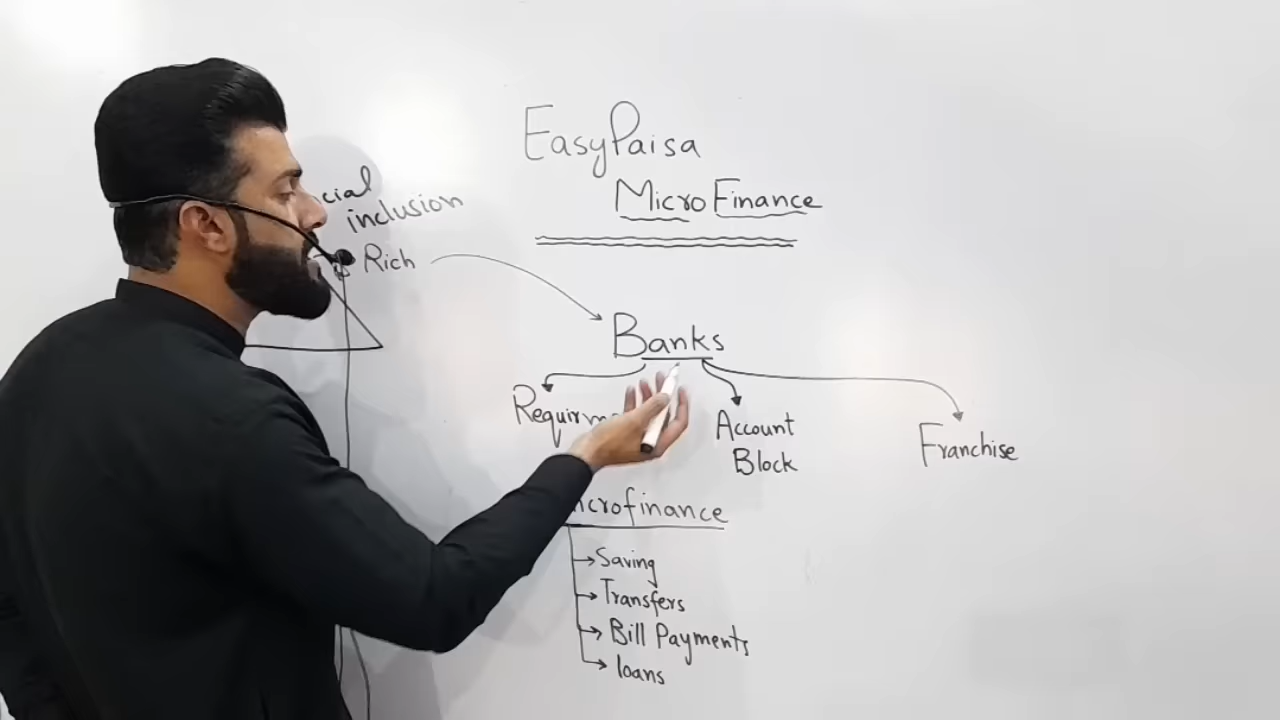 EasyPaisa
MicroFinance
inclusion
Rich
Banks
Account
Block
Franchise
Saving
Transfers
Bill Payments
loans